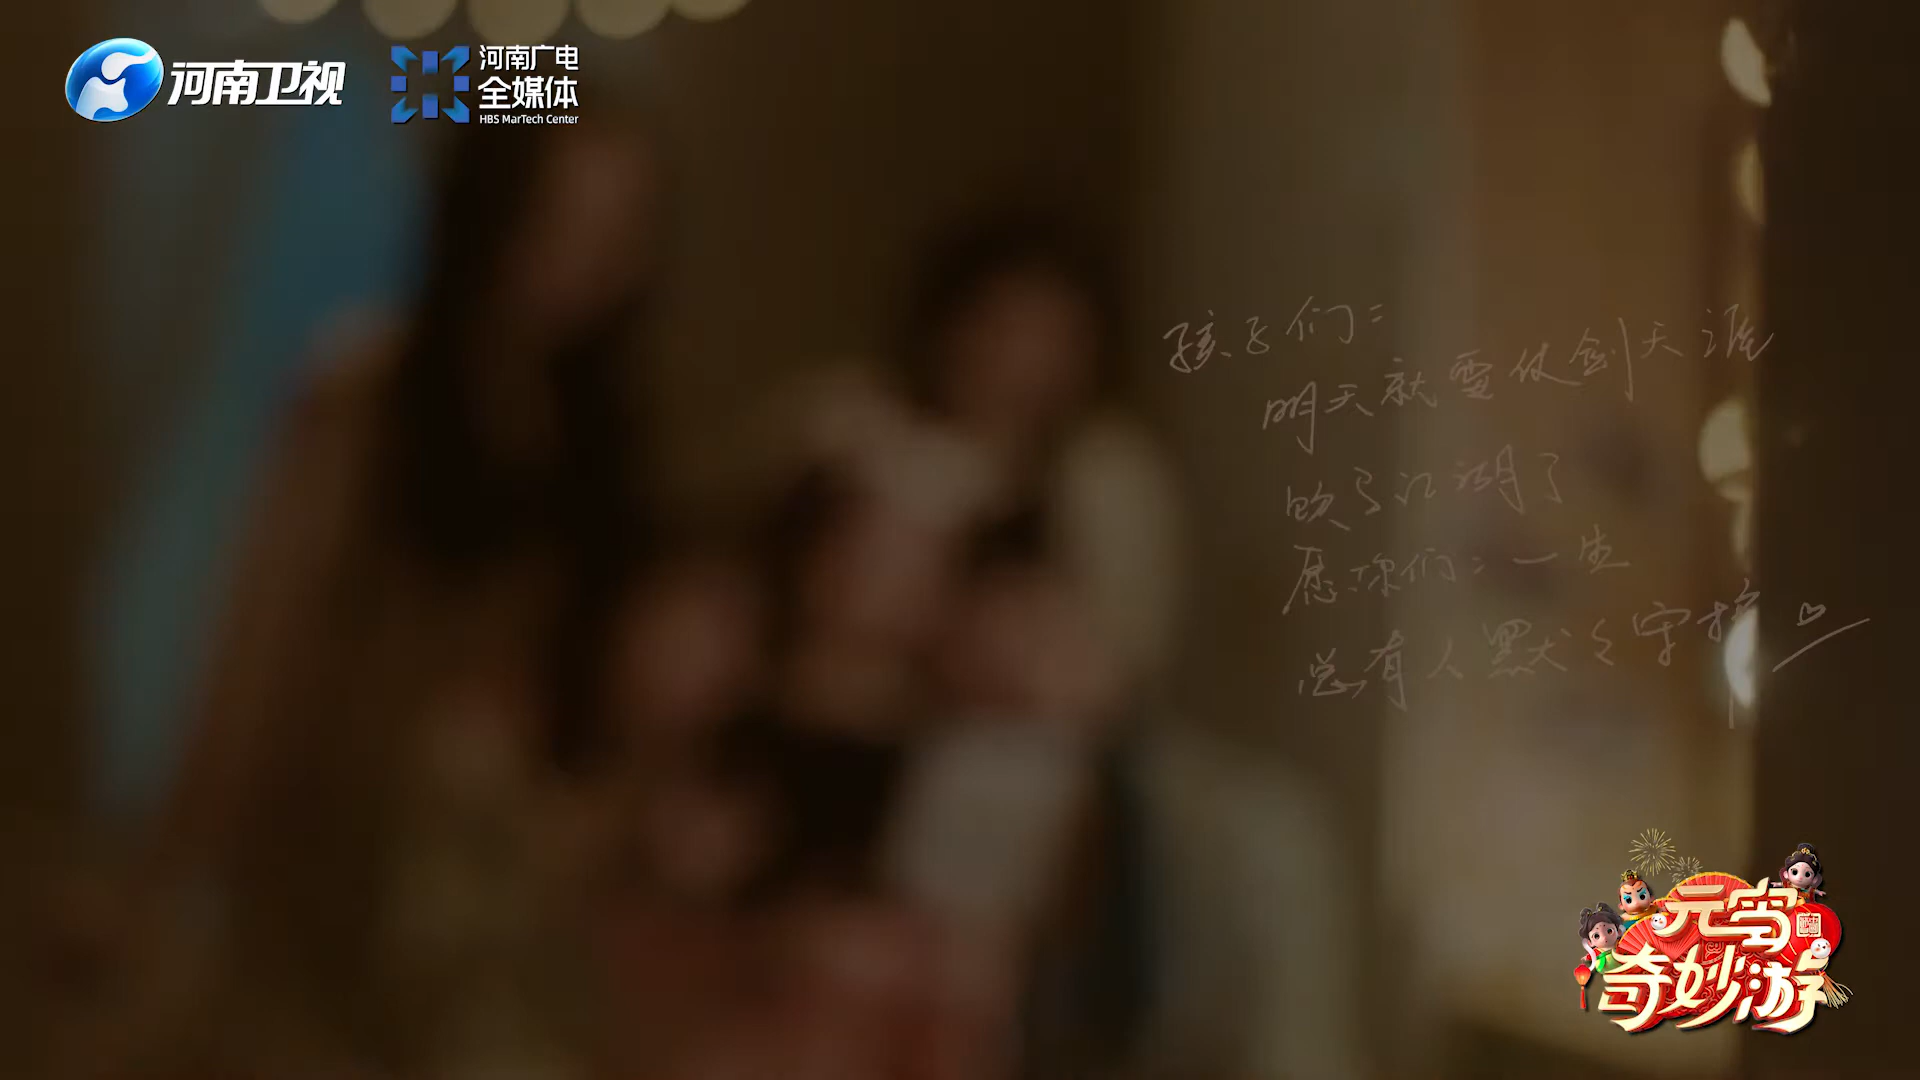 河南卫视
河南广电
全媒体
HBS MarTech Center
孩子们：
明天就要仗剑天涯
的了江湖了
愿你们：一生
总有人默々守护
元宵
奇妙游